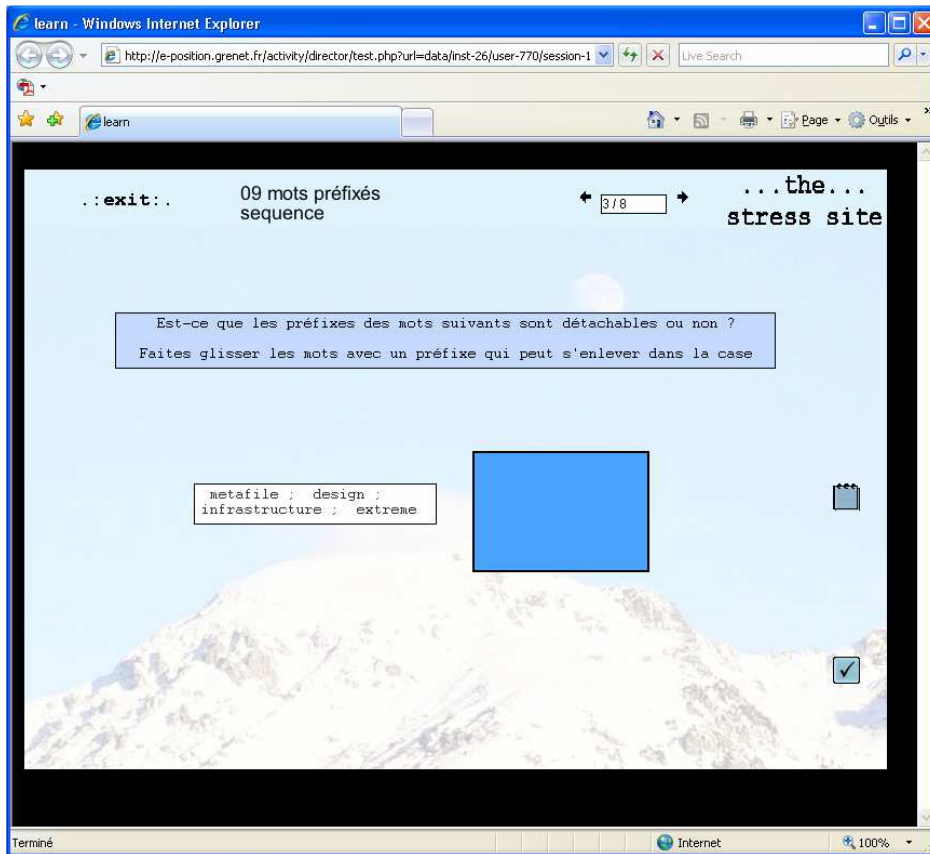 learn - Windows Internet Explorer
http://e-position.grenet.fr/activity/director/test.php?url=data/inst-26/user-770/session-1
Live Search
learn
Page
Outils
»
.:exit:.
09 mots préfixés
sequence
3 / 8
...the...
stress site
Est-ce que les préfixes des mots suivants sont détachables ou non ?
Faites glisser les mots avec un préfixe qui peut s'enlever dans la case
metafile ; design ;
infrastructure ; extreme
Terminé
Internet
100%